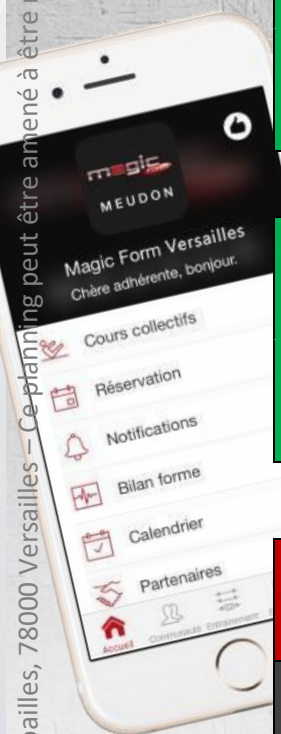 magic
MEUDON
Magic Form Versailles
Chère adhérente, bonjour.
Cours collectifs
Réservation
Notifications
Bilan forme
Calendrier
Partenaires
Accueil
Communauté
Entrainement
ailles, 78000 Versailles – Ce planning peut être amené à être